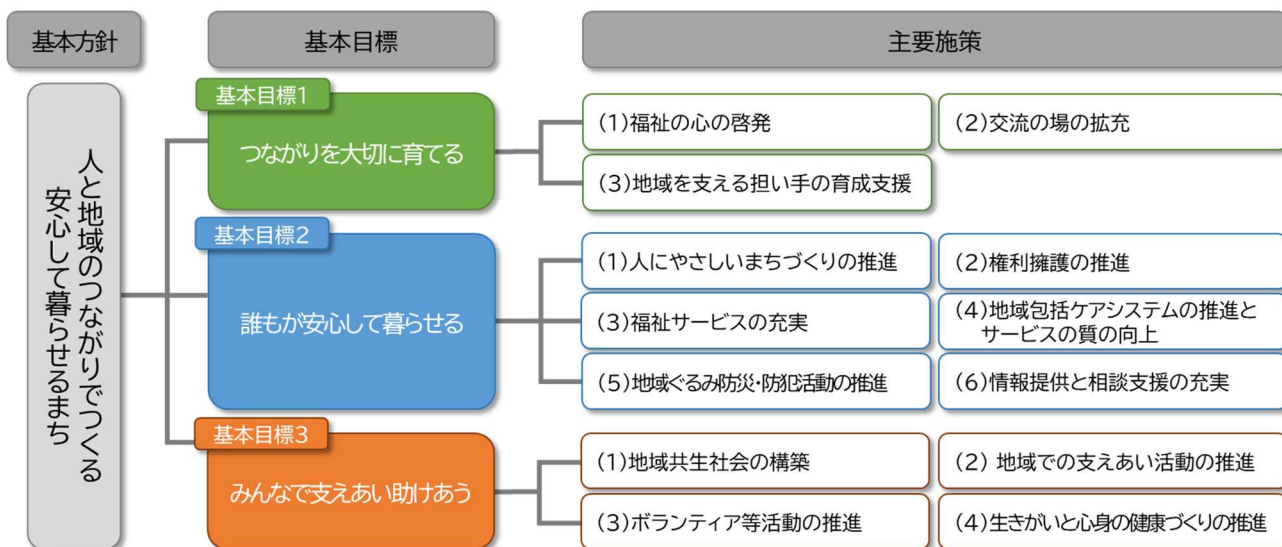 基本方針
基本目標
主要施策
人と地域のつながりでつくる
安心して暮らせるまち
基本目標1
つながりを大切に育てる
(1)福祉の心の啓発
(2)交流の場の拡充
(3)地域を支える担い手の育成支援
基本目標2
誰もが安心して暮らせる
(1)人にやさしいまちづくりの推進
(2)権利擁護の推進
(3)福祉サービスの充実
(4)地域包括ケアシステムの推進と
サービスの質の向上
(5)地域ぐるみ防災・防犯活動の推進
(6)情報提供と相談支援の充実
基本目標3
みんなで支えあい助けあう
(1)地域共生社会の構築
(2) 地域での支えあい活動の推進
(3)ボランティア等活動の推進
(4)生きがいと心身の健康づくりの推進